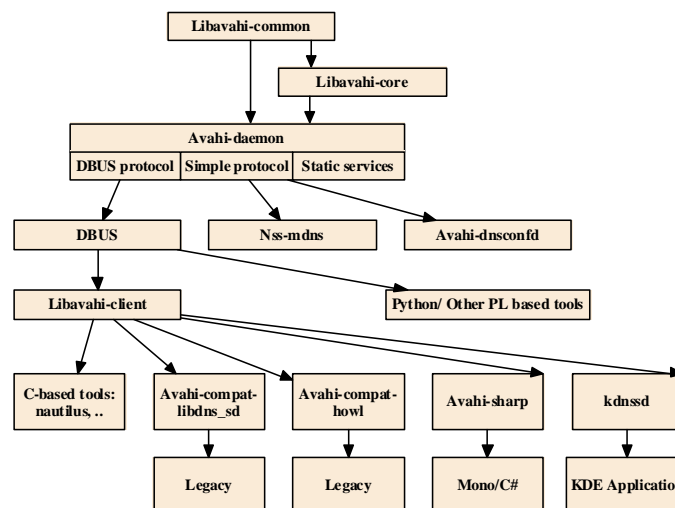 Libavahi-common
Libavahi-core
Avahi-daemon
DBUS protocol
Simple protocol
Static services
DBUS
Nss-mdns
Avahi-dnsconfd
Libavahi-client
Python/ Other PL based tools
C-based tools:
nautilus, ..
Avahi-compat-
libdns_sd
Avahi-compat-
howl
Avahi-sharp
kdnssd
Legacy
Legacy
Mono/C#
KDE Application